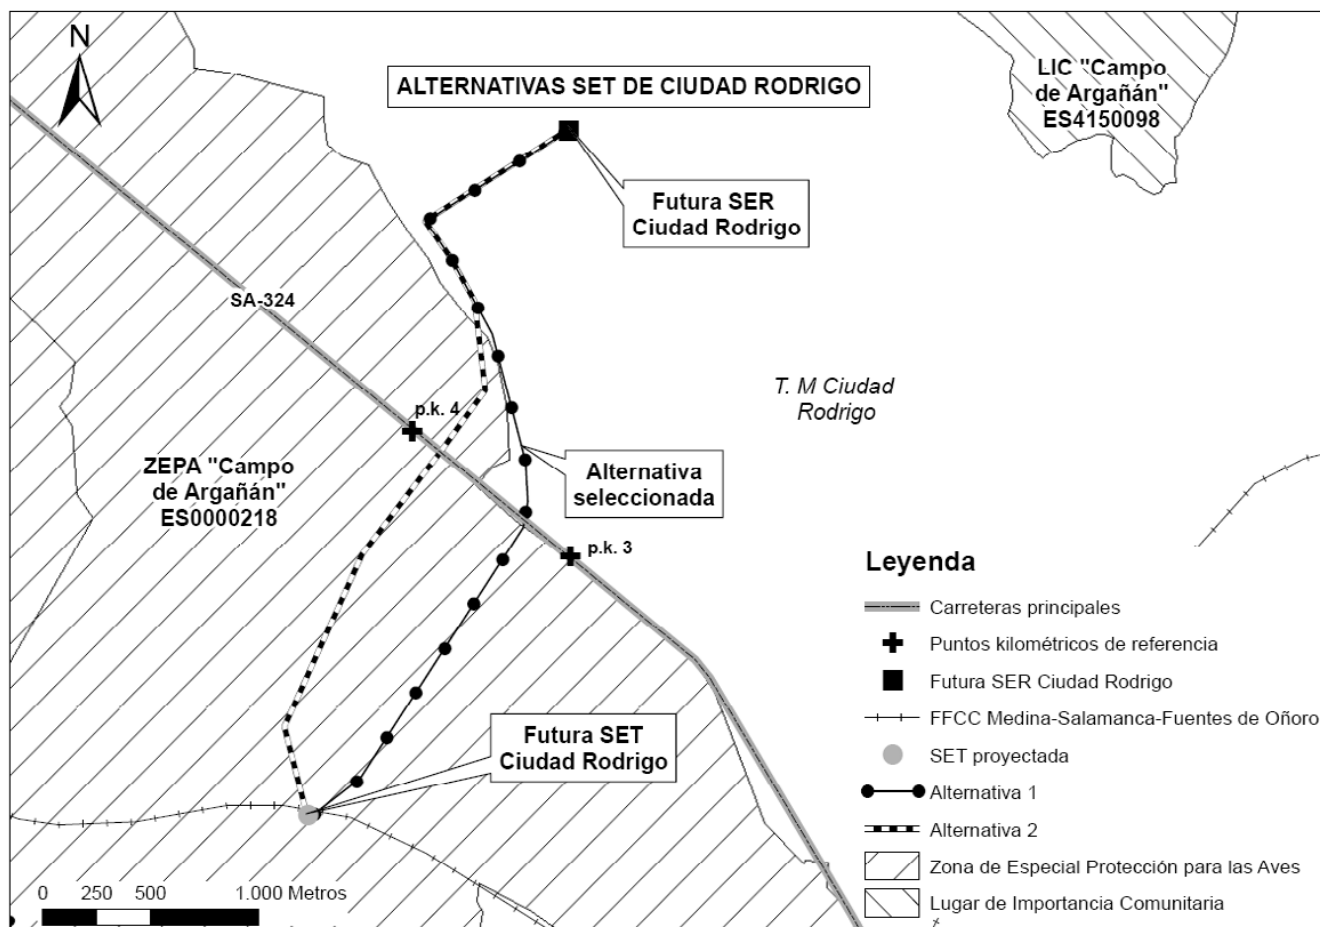 N
ALTERNATIVAS SET DE CIUDAD RODRIGO
LIC "Campo
de Argañán"
ES4150098
Futura SER
Ciudad Rodrigo
SA-324
T. M Ciudad
Rodrigo
p.k. 4
ZEPA "Campo
de Argañán"
ES0000218
Alternativa
seleccionada
p.k. 3
Futura SET
Ciudad Rodrigo
Leyenda
Carreteras principales
Puntos kilométricos de referencia
Futura SER Ciudad Rodrigo
FFCC Medina-Salamanca-Fuentes de Oñoro
SET proyectada
Alternativa 1
Alternativa 2
Zona de Especial Protección para las Aves
Lugar de Importancia Comunitaria
0 250 500 1.000 Metros